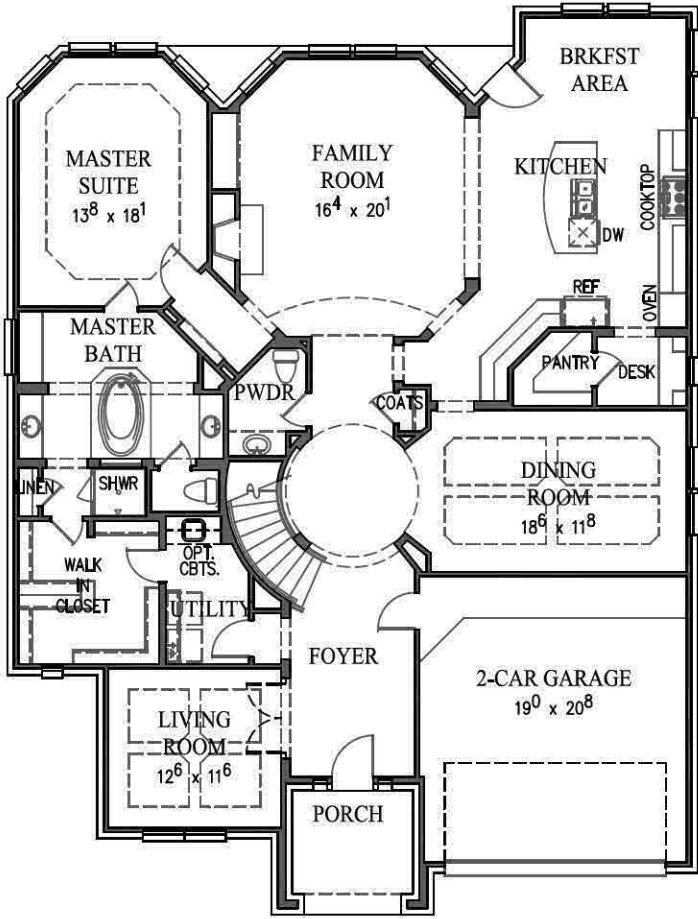 BRKFST
AREA
MASTER
SUITE
13⁸ x 18¹
FAMILY
ROOM
16⁴ x 20¹
KITCHEN
COOKTOP
DW
REF
OVEN
MASTER
BATH
PWDR
COATS
PANTRY
DESK
LINEN
SHWR
DINING
ROOM
18⁶ x 11⁸
OPT.
CBTS.
WALK
IN
CLOSET
UTILITY
FOYER
2-CAR GARAGE
19⁰ x 20⁸
LIVING
ROOM
12⁶ x 11⁶
PORCH